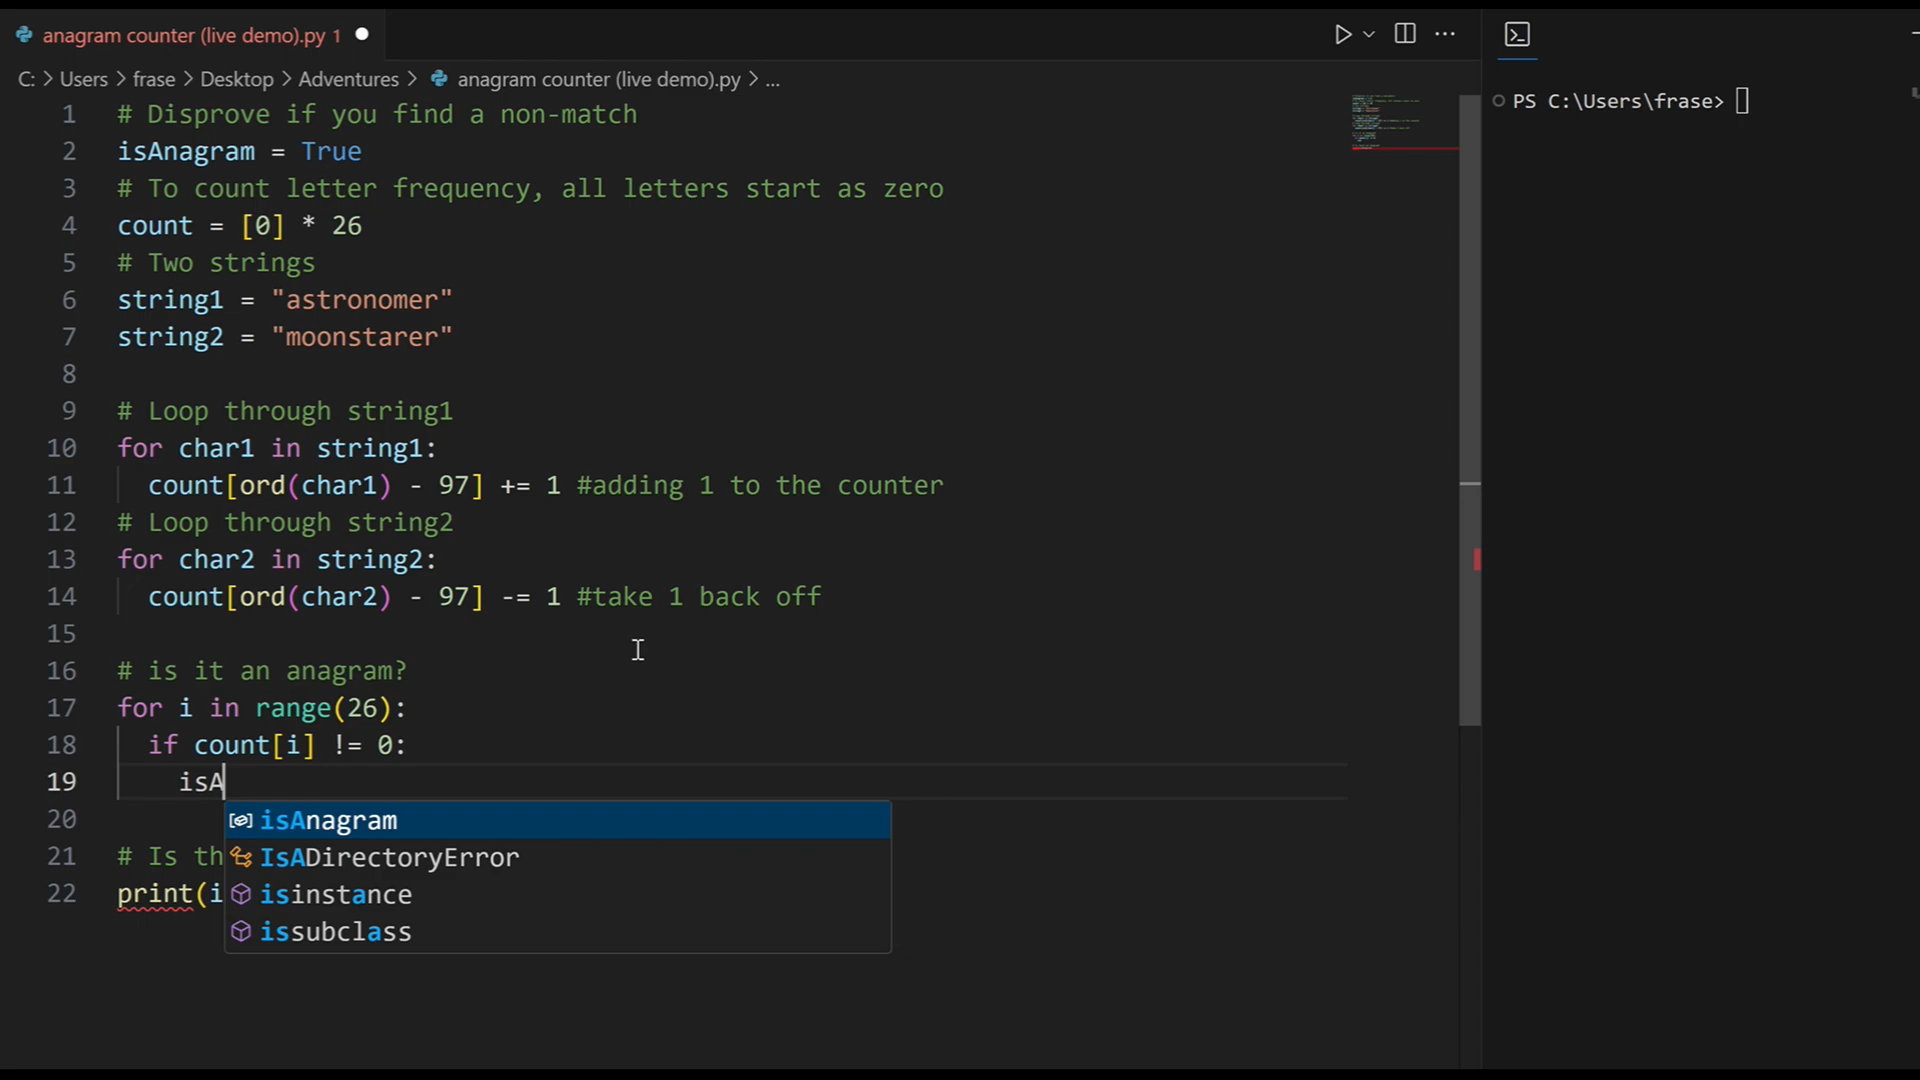 anagram counter (live demo).py 1
C: > Users > frase > Desktop > Adventures > anagram counter (live demo).py > ...
1 # Disprove if you find a non-match
2 isAnagram = True
3 # To count letter frequency, all letters start as zero
4 count = [0] * 26
5 # Two strings
6 string1 = "astronomer"
7 string2 = "moonstarer"
8
9 # Loop through string1
10 for char1 in string1:
11 count[ord(char1) - 97] += 1 #adding 1 to the counter
12 # Loop through string2
13 for char2 in string2:
14 count[ord(char2) - 97] -= 1 #take 1 back off
15
16 # is it an anagram?
17 for i in range(26):
18 if count[i] != 0:
19 isA
20
21 # Is th
22 print(i
isAnagram
IsADirectoryError
isinstance
issubclass
PS C:\Users\frase>